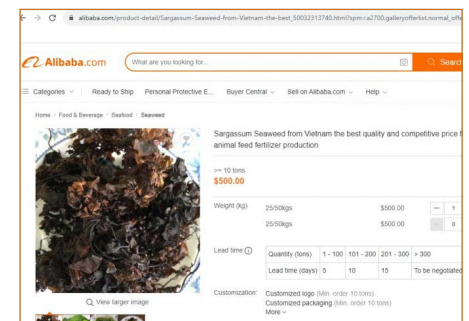 alibaba.com/product-detail/Sargassum-Seaweed-from-Vietnam-the-best_50032313740.html?spm=a2700.galleryofferlist.normal_offe
Alibaba.com
What are you looking for...
Search
Categories
Ready to Ship
Personal Protective E...
Buyer Central
Sell on Alibaba.com
Help
Home / Food & Beverage / Seafood / Seaweed
Sargassum Seaweed from Vietnam the best quality and competitive price f
animal feed fertilizer production
>= 10 tons
$500.00
Weight (kg)
25/50kgs $500.00 - 1
25/50kgs $500.00 - 0
Lead time
Quantity (tons) 1 - 100 101 - 200 201 - 300 > 300
Lead time (days) 5 10 15 To be negotiated
Customization:
Customized logo (Min. order 10 tons)
Customized packaging (Min. order 10 tons)
More
View larger image